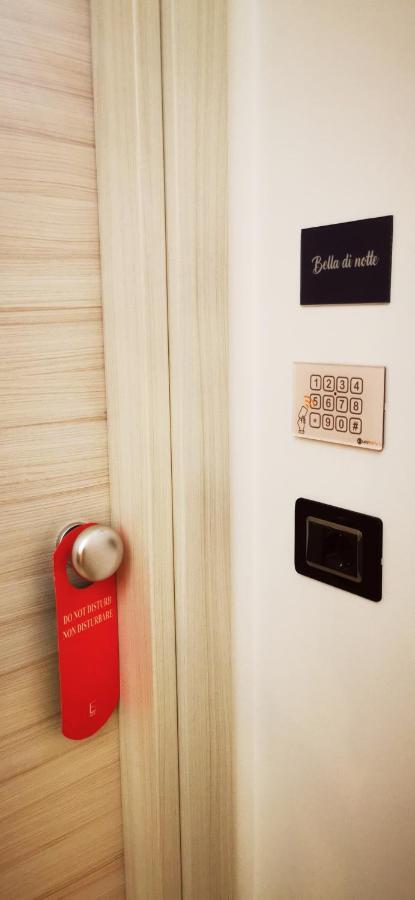 Bella di notte
1 2 3 4
5 6 7 8
* 9 0 #
DO NOT DISTURB
NON DISTURBARE
E